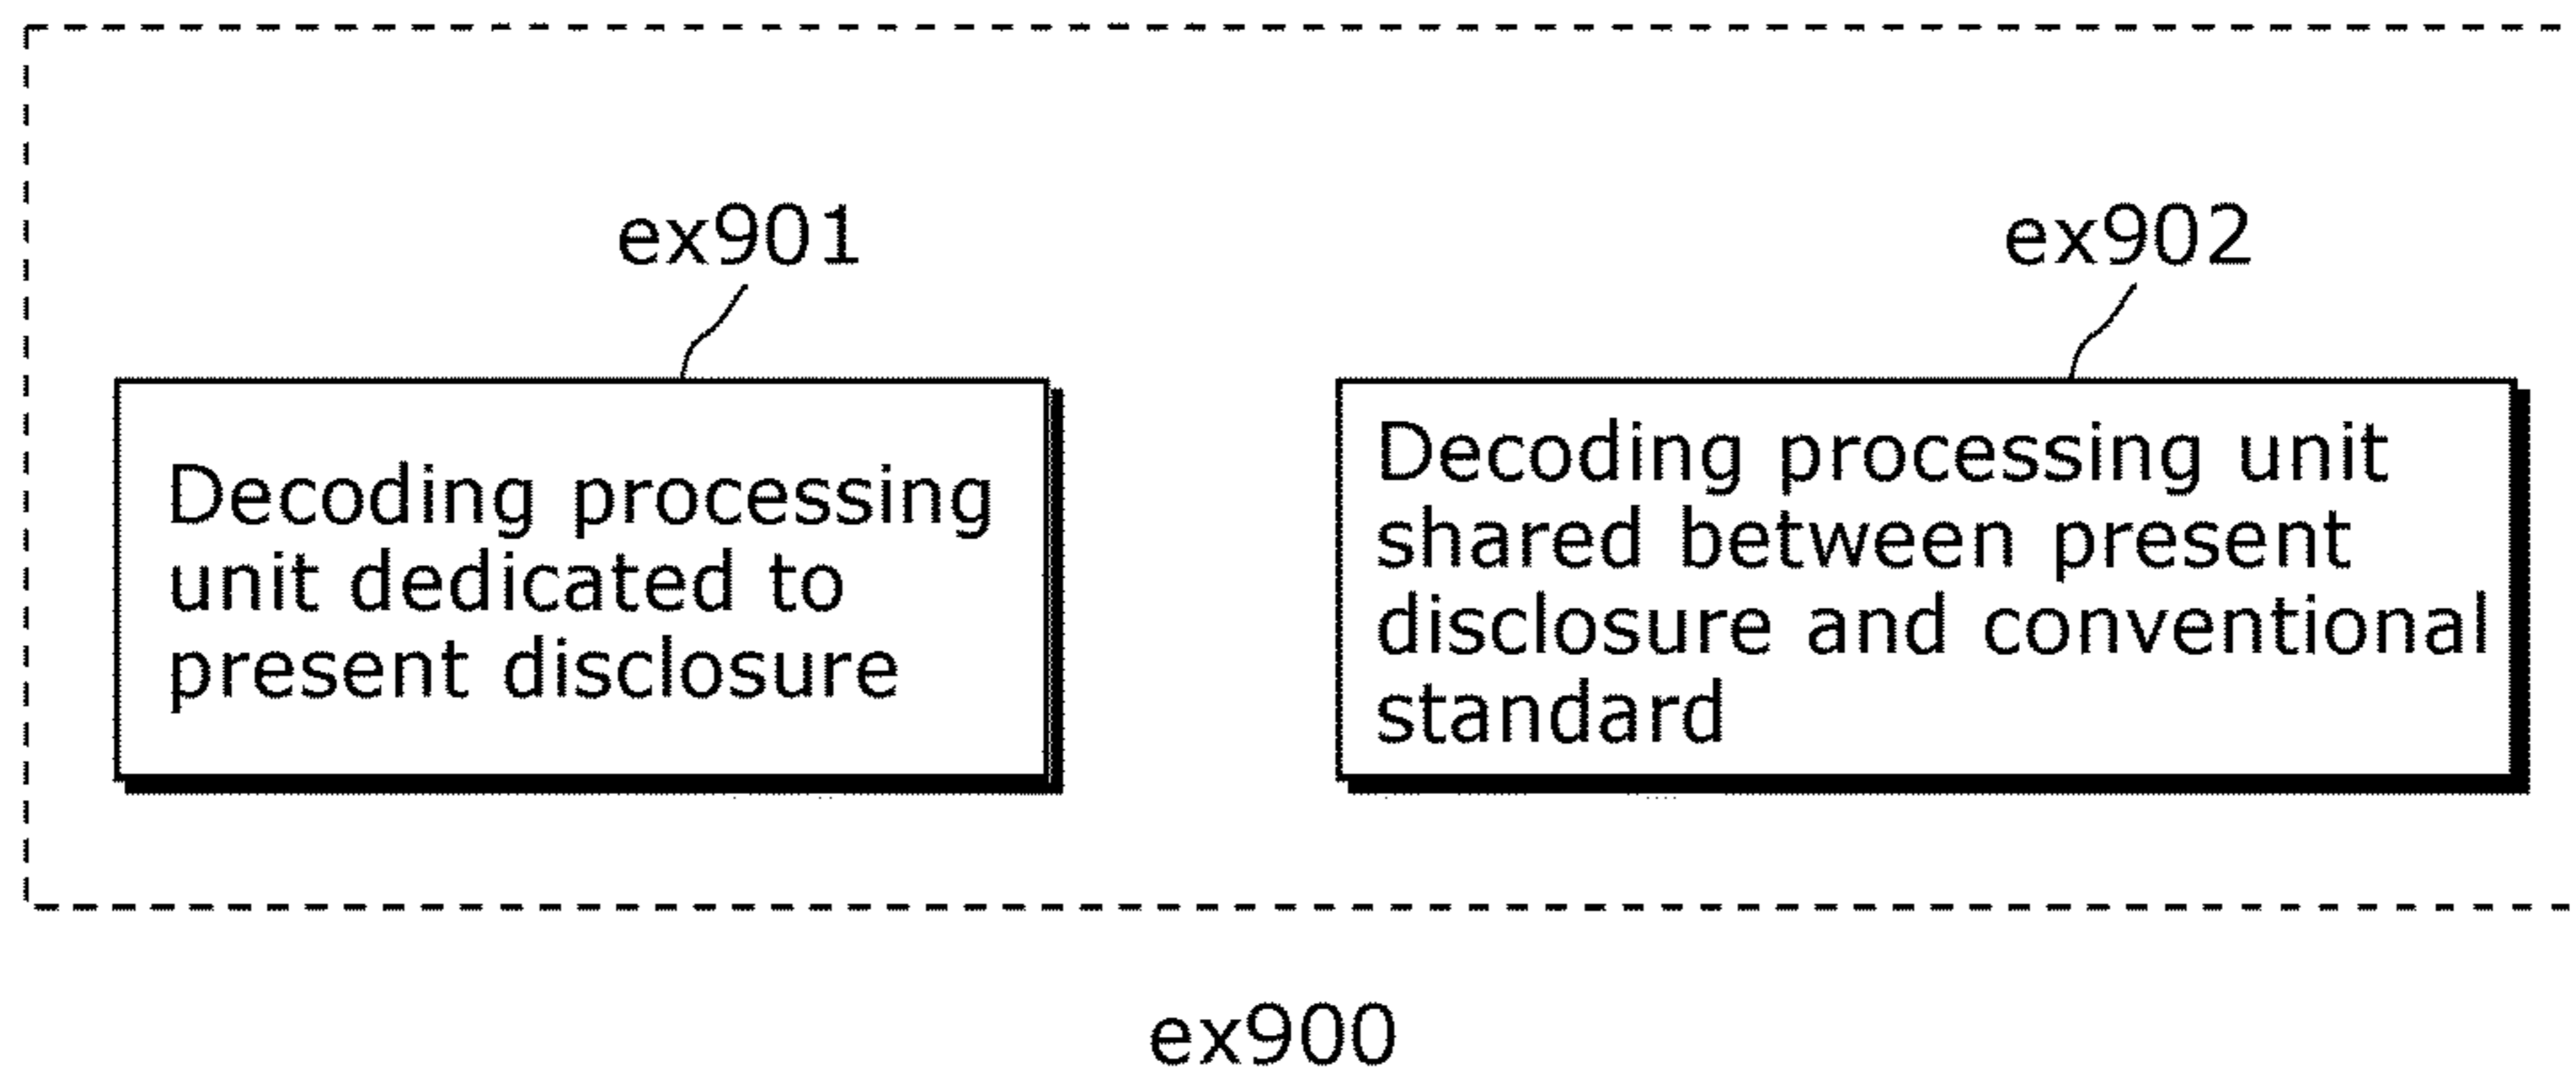 ex901
Decoding processing
unit dedicated to
present disclosure
ex902
Decoding processing unit
shared between present
disclosure and conventional
standard
ex900